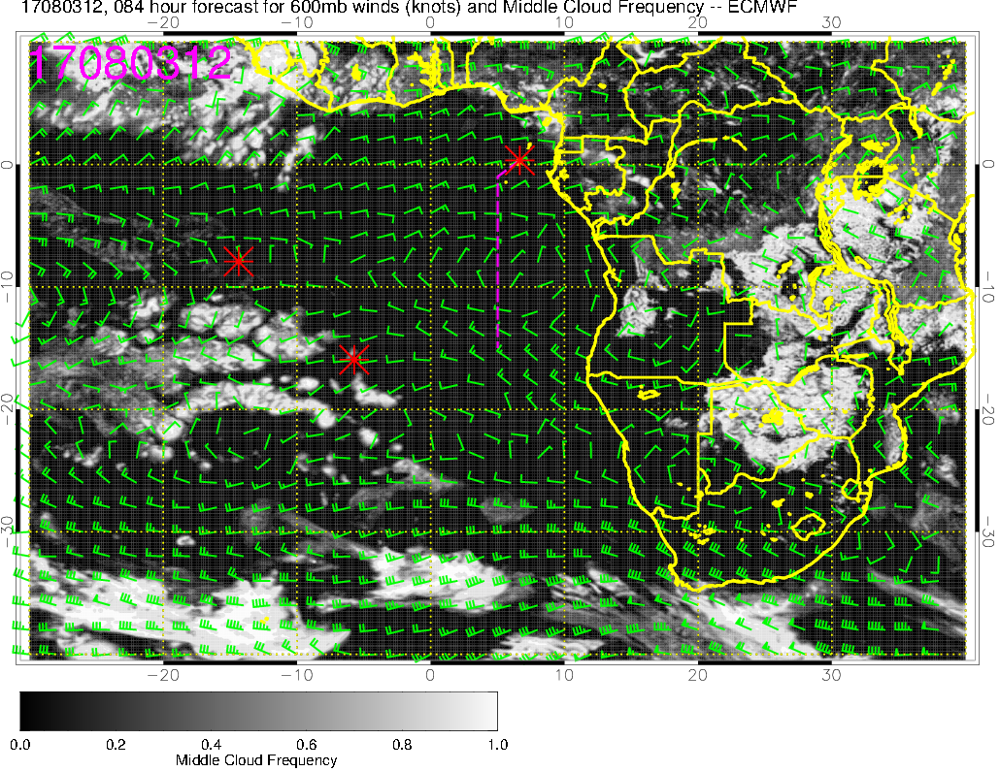 17080312, 084 hour forecast for 600mb winds (knots) and Middle Cloud Frequency -- ECMWF
−20 −10 0 10 20 30
17080312
0 0
−10 −10
−20 −20
−30 −30
−20 −10 0 10 20 30
0.0 0.2 0.4 0.6 0.8 1.0
Middle Cloud Frequency